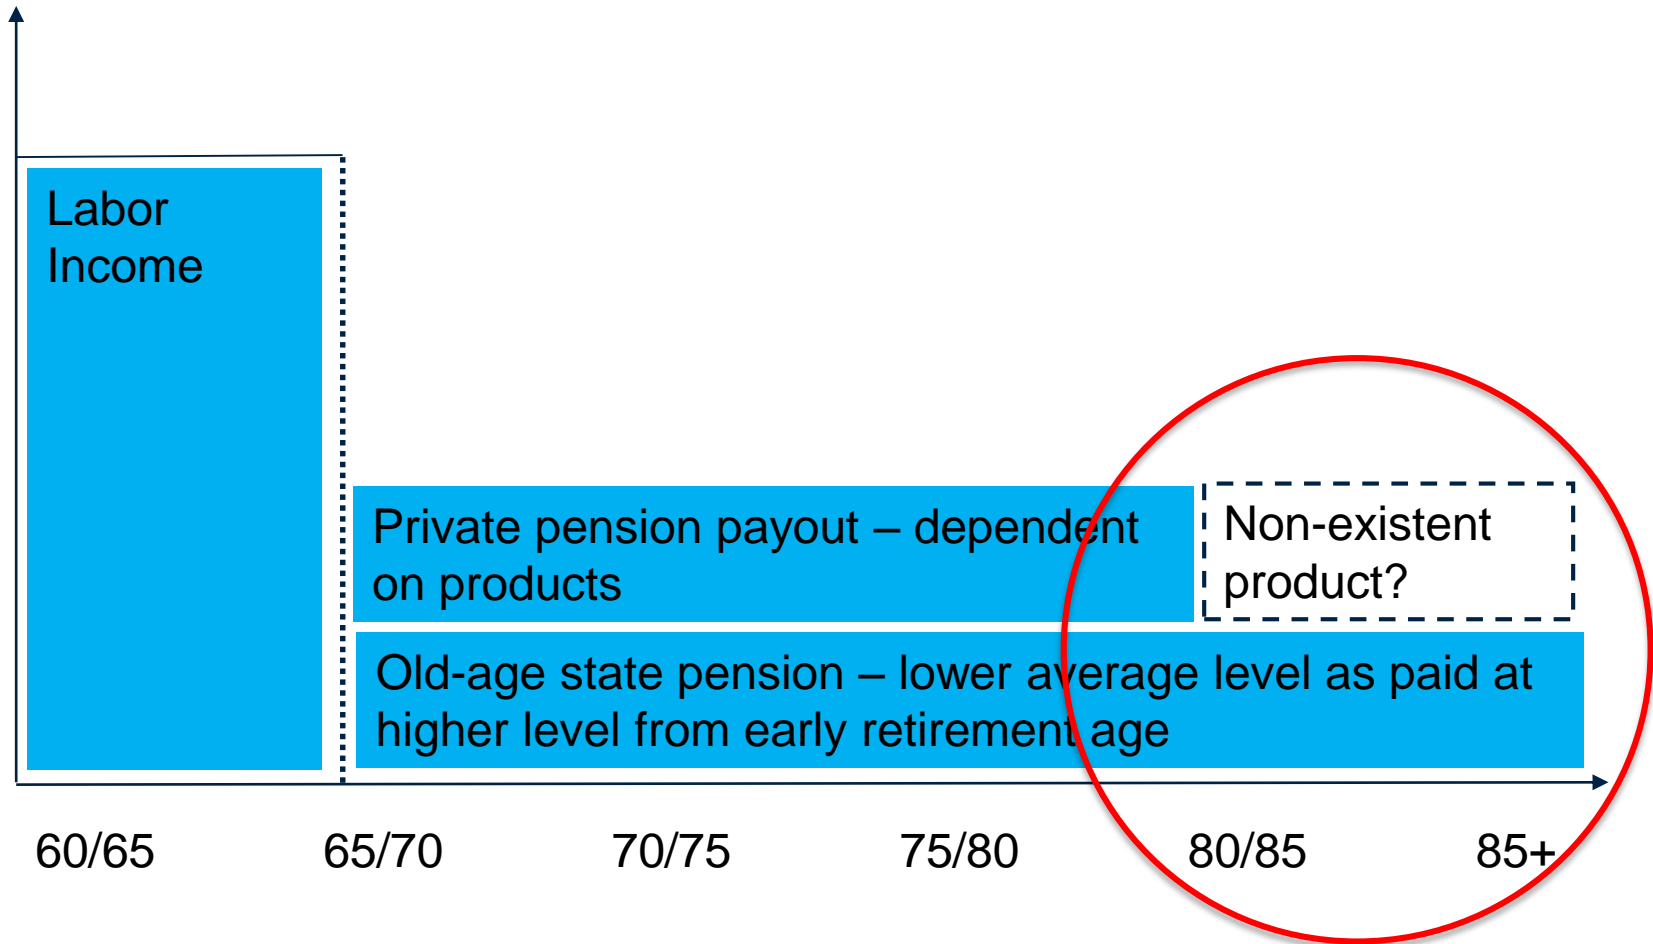 Labor
Income
Private pension payout – dependent
on products
Non-existent
product?
Old-age state pension – lower average level as paid at
higher level from early retirement age
60/65
65/70
70/75
75/80
80/85
85+